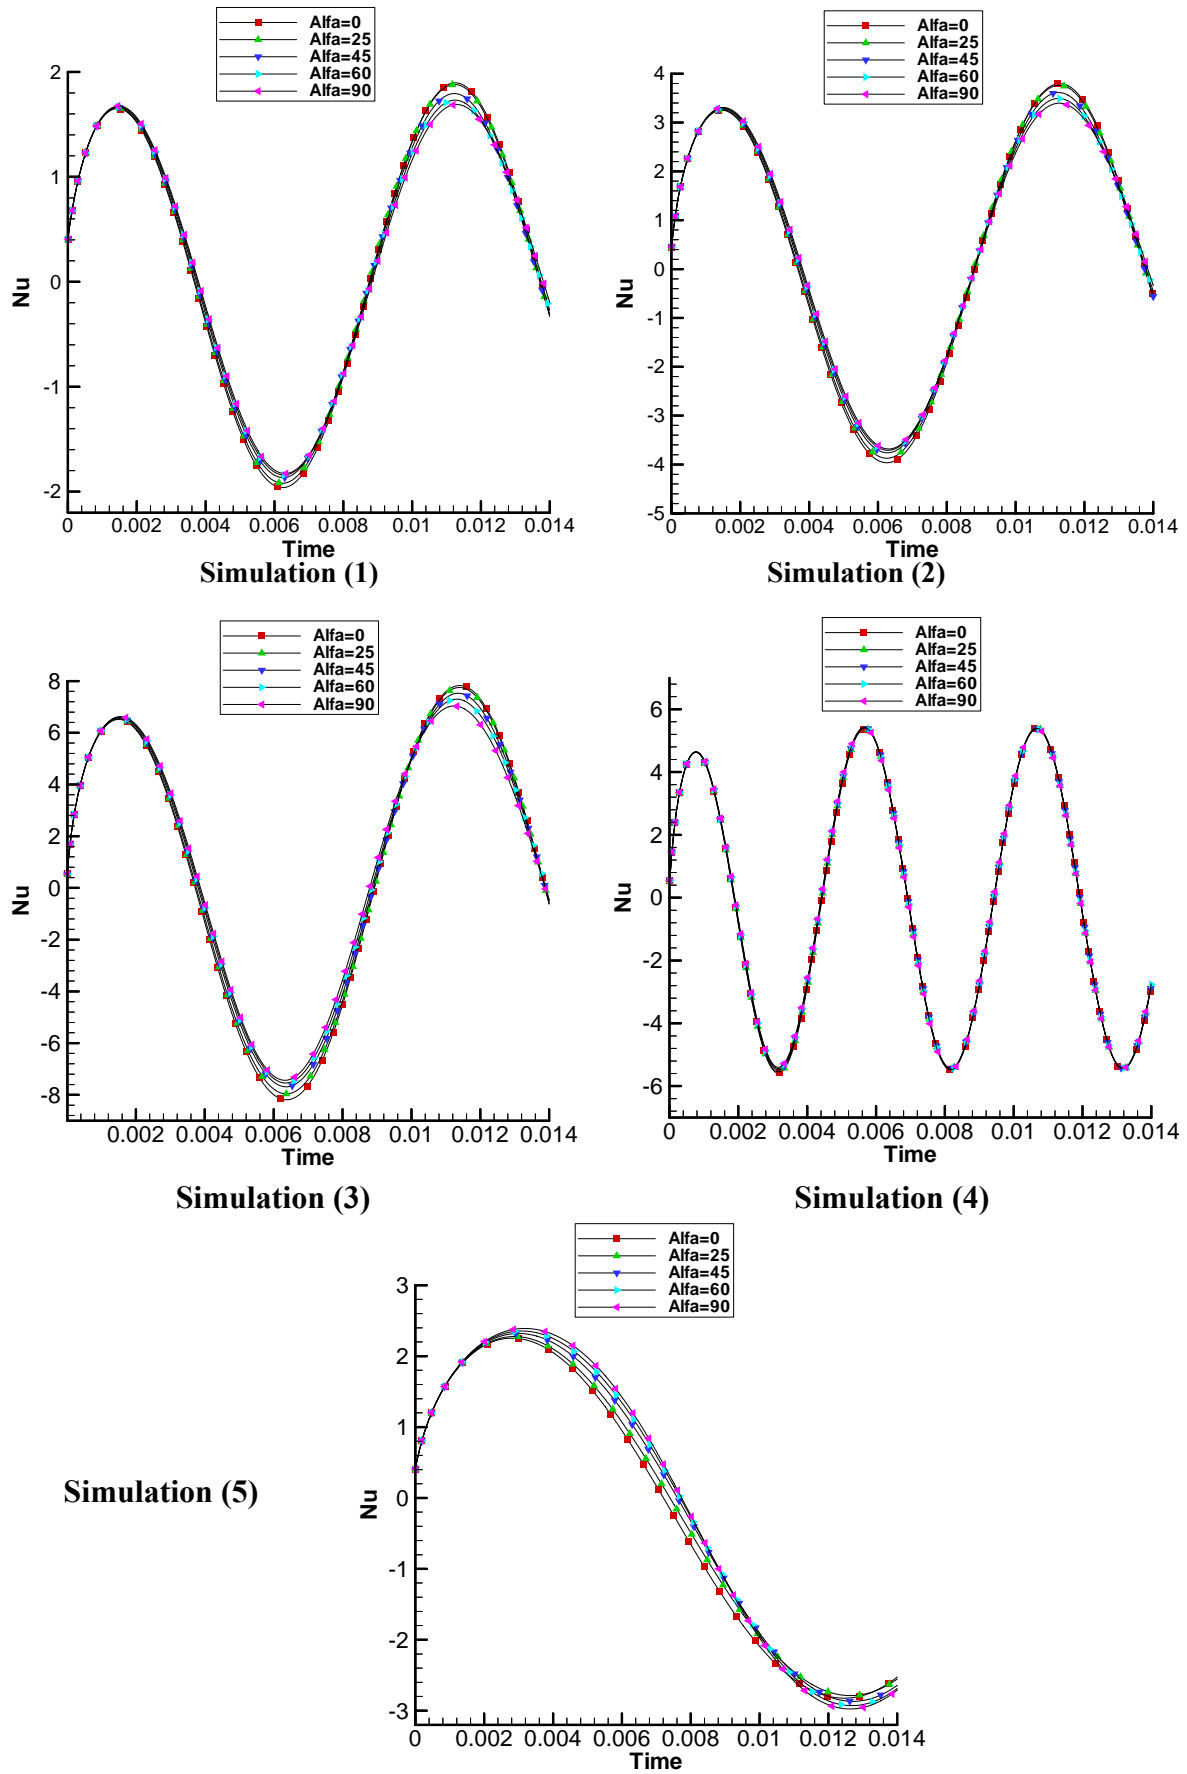 Alfa=0
Alfa=25
Alfa=45
Alfa=60
Alfa=90
Nu
2
1
0
-1
-2
0 0.002 0.004 0.006 0.008 0.01 0.012 0.014
Time
Simulation (1)
Alfa=0
Alfa=25
Alfa=45
Alfa=60
Alfa=90
Nu
4
3
2
1
0
-1
-2
-3
-4
-5
0 0.002 0.004 0.006 0.008 0.01 0.012 0.014
Time
Simulation (2)
Alfa=0
Alfa=25
Alfa=45
Alfa=60
Alfa=90
Nu
8
6
4
2
0
-2
-4
-6
-8
0.002 0.004 0.006 0.008 0.01 0.012 0.014
Time
Simulation (3)
Alfa=0
Alfa=25
Alfa=45
Alfa=60
Alfa=90
Nu
6
4
2
0
-2
-4
-6
0 0.002 0.004 0.006 0.008 0.01 0.012 0.014
Time
Simulation (4)
Alfa=0
Alfa=25
Alfa=45
Alfa=60
Alfa=90
Simulation (5)
Nu
3
2
1
0
-1
-2
-3
0 0.002 0.004 0.006 0.008 0.01 0.012 0.014
Time